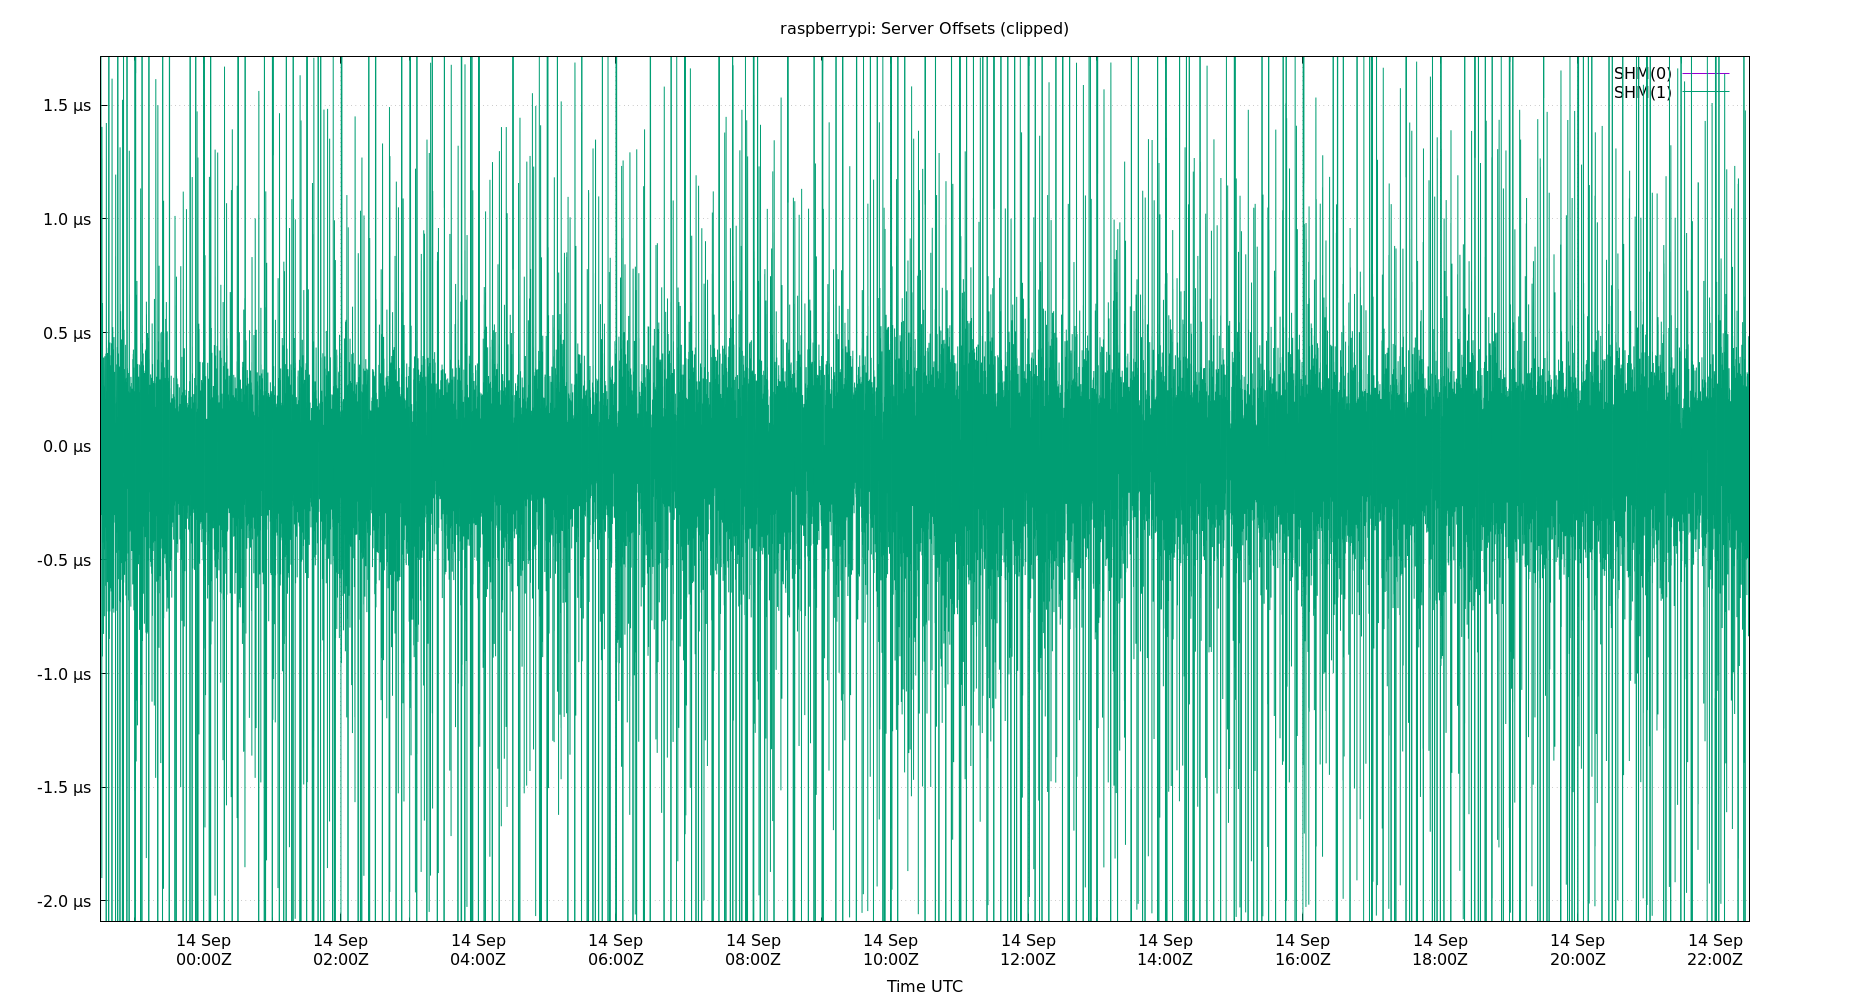 raspberrypi: Server Offsets (clipped)
SHM(0)
SHM(1)
1.5 µs
1.0 µs
0.5 µs
0.0 µs
-0.5 µs
-1.0 µs
-1.5 µs
-2.0 µs
14 Sep 14 Sep 14 Sep 14 Sep 14 Sep 14 Sep 14 Sep 14 Sep 14 Sep 14 Sep 14 Sep 14 Sep
00:00Z 02:00Z 04:00Z 06:00Z 08:00Z 10:00Z 12:00Z 14:00Z 16:00Z 18:00Z 20:00Z 22:00Z
Time UTC